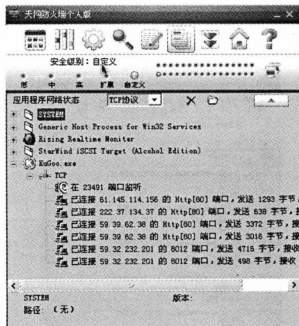 天网防火墙个人版
安全级别：自定义
低 中 高 扩展 自定义
应用程序网络状态 TCP协议
SYSTEM
Generic Host Process for Win32 Services
Rising Realtime Monitor
StarWind iSCSI Target (Alcohol Edition)
KuGoo.exe
TCP
在 23491 端口监听
已连接 61.145.114.156 的 Http[80] 端口，发送 1293 字节，
已连接 222.37.134.37 的 Http[80] 端口，发送 638 字节，
已连接 59.39.62.38 的 Http[80] 端口，发送 3372 字节，接
已连接 59.39.62.38 的 Http[80] 端口，发送 3016 字节，接
已连接 59.32.232.201 的 8012 端口，发送 4716 字节，接收
已连接 59.32.232.201 的 8012 端口，发送 498 字节，接收
SYSTEM 版本：
路径：（无）